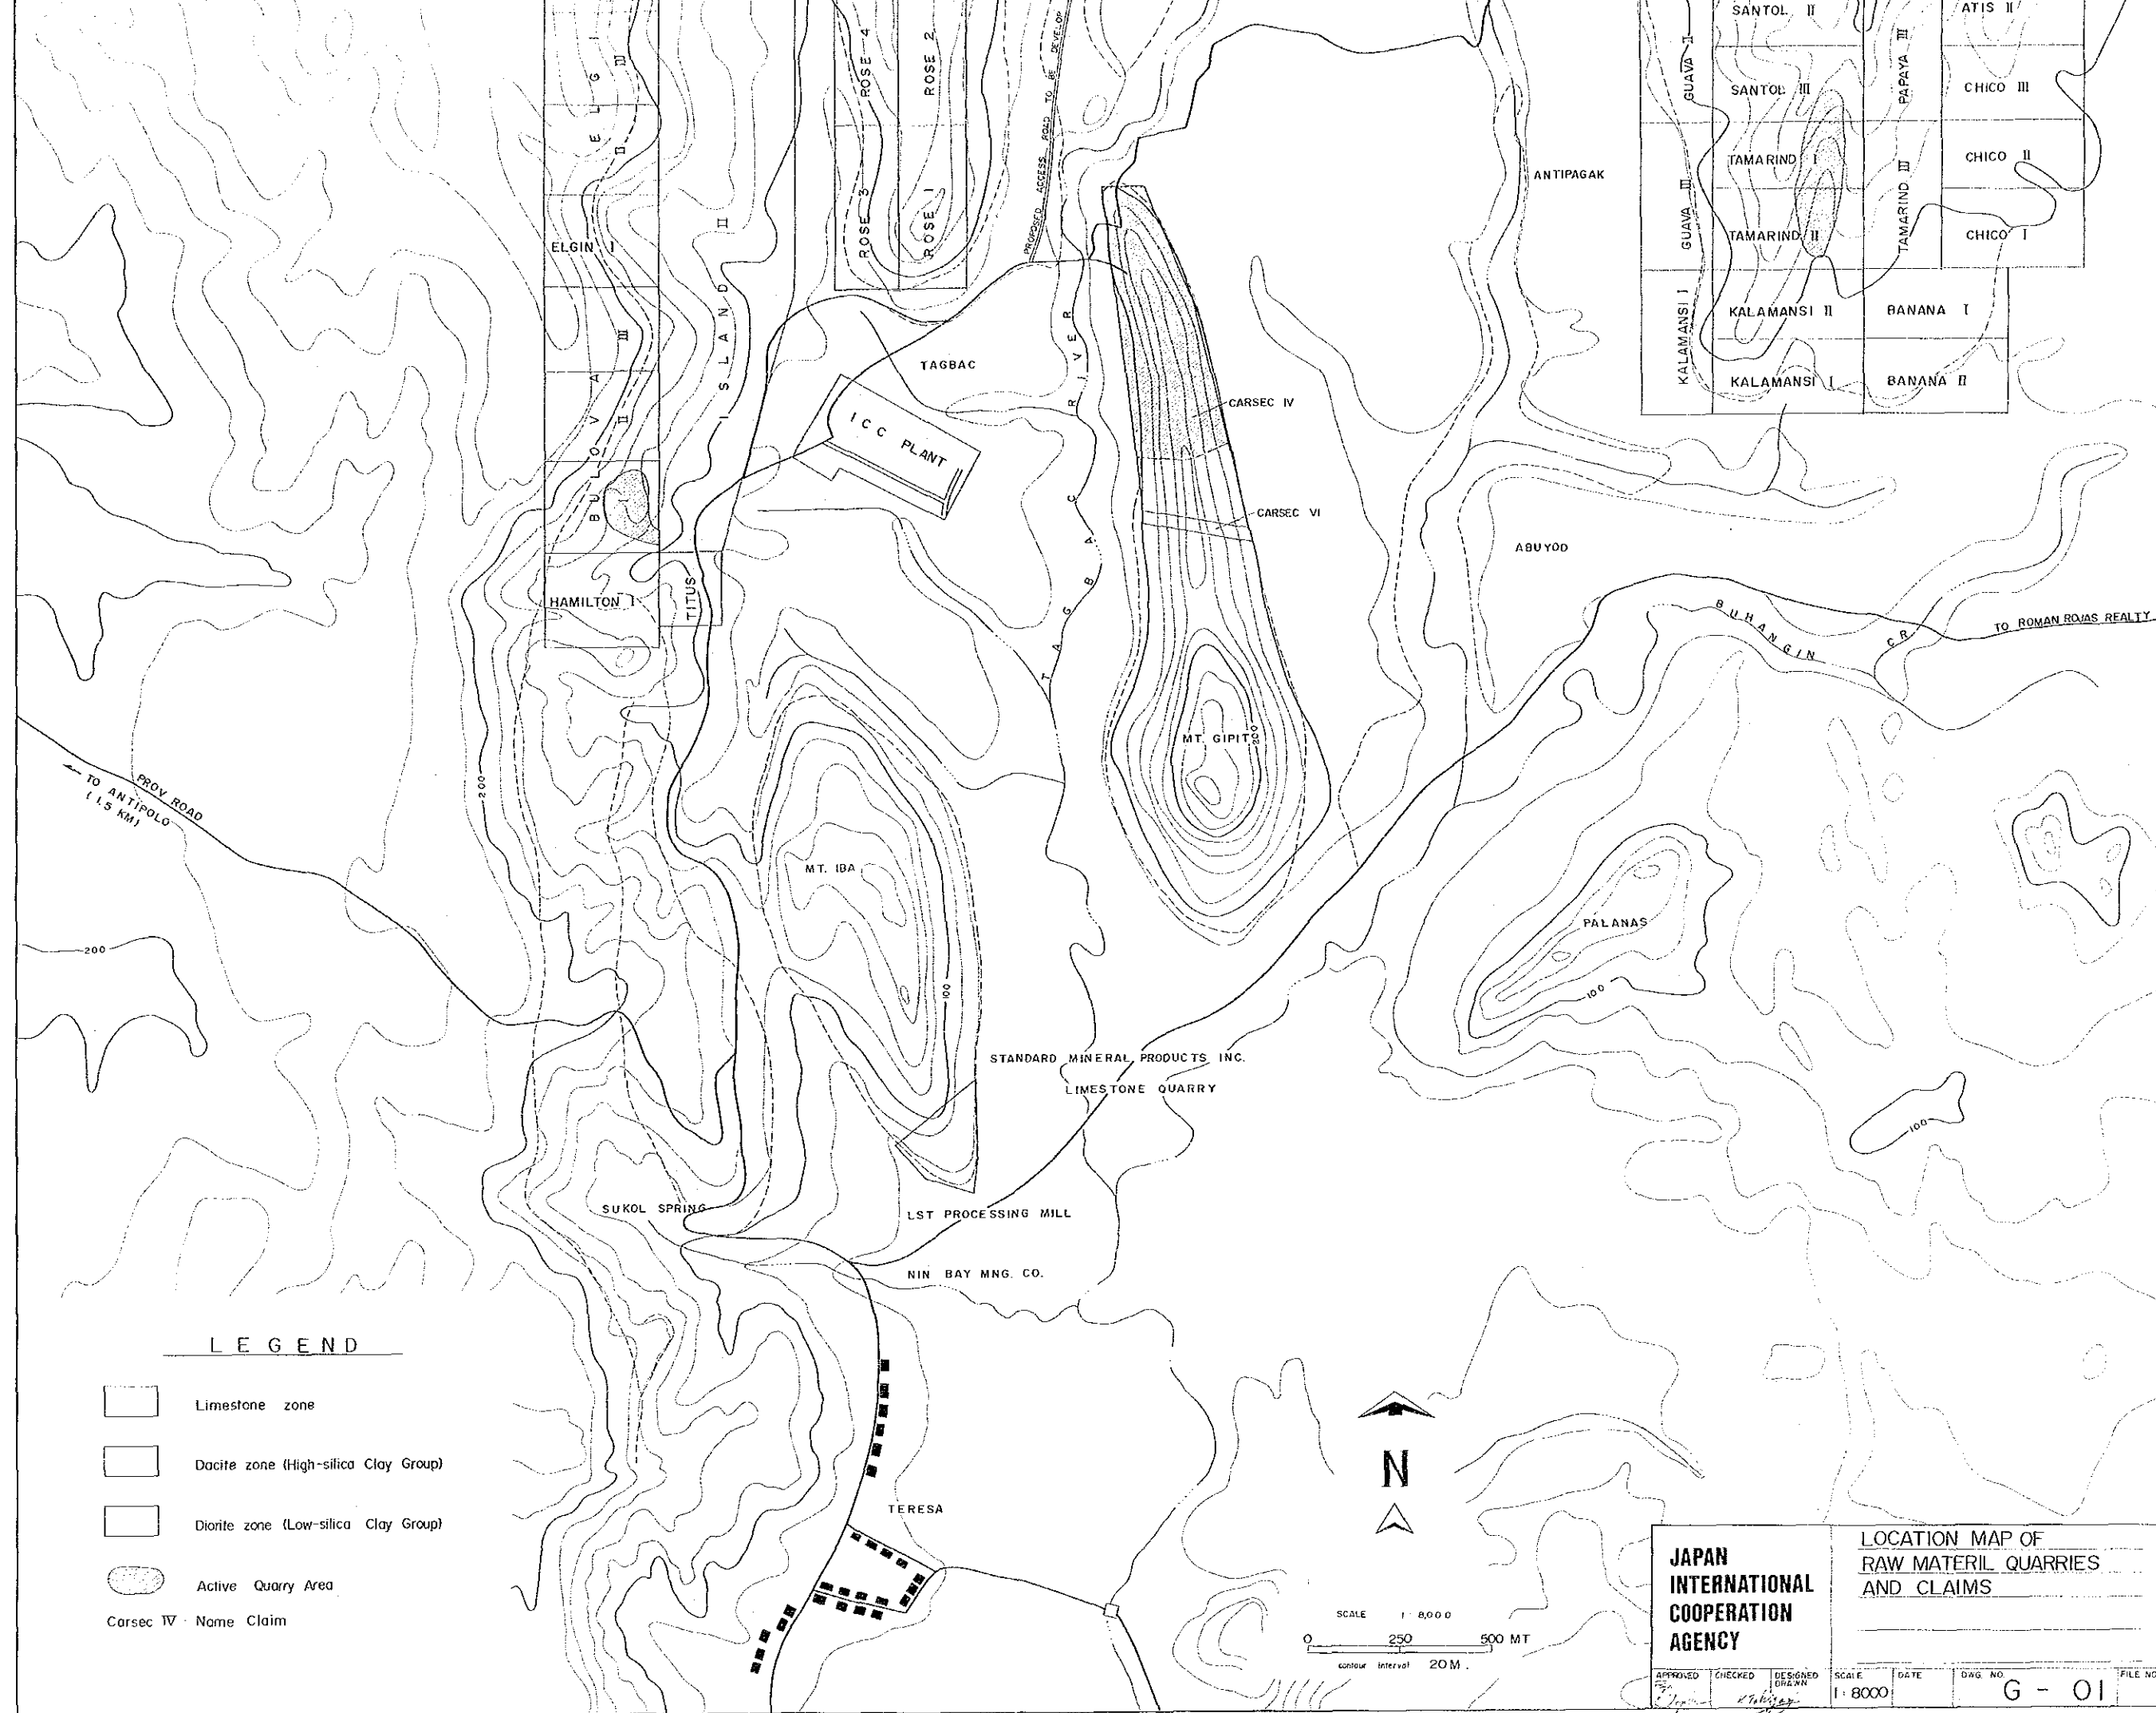 SANTOL II
ATIS II
GUAVA II
PAPAYA III
SANTOL III
CHICO III
TAMARIND I
CHICO II
GUAVA III
TAMARIND III
TAMARIND II
CHICO I
KALAMANSI I
KALAMANSI II
BANANA I
KALAMANSI I
BANANA II
ELGIN I
ELGI
II III
ROSE 4
ROSE 2
ROSE 3
ROSE 1
PROPOSED ACCESS ROAD TO BE DEVELOP
ISLAND II
BULOVA
II III
HAMILTON I
TITUS
ANTIPAGAK
TAGBAC
ICC PLANT
TAGBAC RIVER
CARSEC IV
CARSEC VI
ABUYOD
BUHANGIN CR.
TO ROMAN ROJAS REALTY
MT. GIPIT
200
200
PROV ROAD
TO ANTIPOLO
(1.5 KM)
MT. IBA
PALANAS
200
100
100
100
STANDARD MINERAL PRODUCTS INC.
LIMESTONE QUARRY
SUKOL SPRING
LST PROCESSING MILL
NIN BAY MNG. CO.
TERESA
LEGEND
Limestone zone
Dacite zone (High-silica Clay Group)
Diorite zone (Low-silica Clay Group)
Active Quarry Area
Carsec IV Name Claim
N
SCALE 1:8,000
0 250 500 MT
contour interval 20M.
JAPAN
INTERNATIONAL
COOPERATION
AGENCY
LOCATION MAP OF
RAW MATERIL QUARRIES
AND CLAIMS
APPROVED
CHECKED
DESIGNED
DRAWN
SCALE
1:8000
DATE
DWG. NO.
G - 01
FILE NO